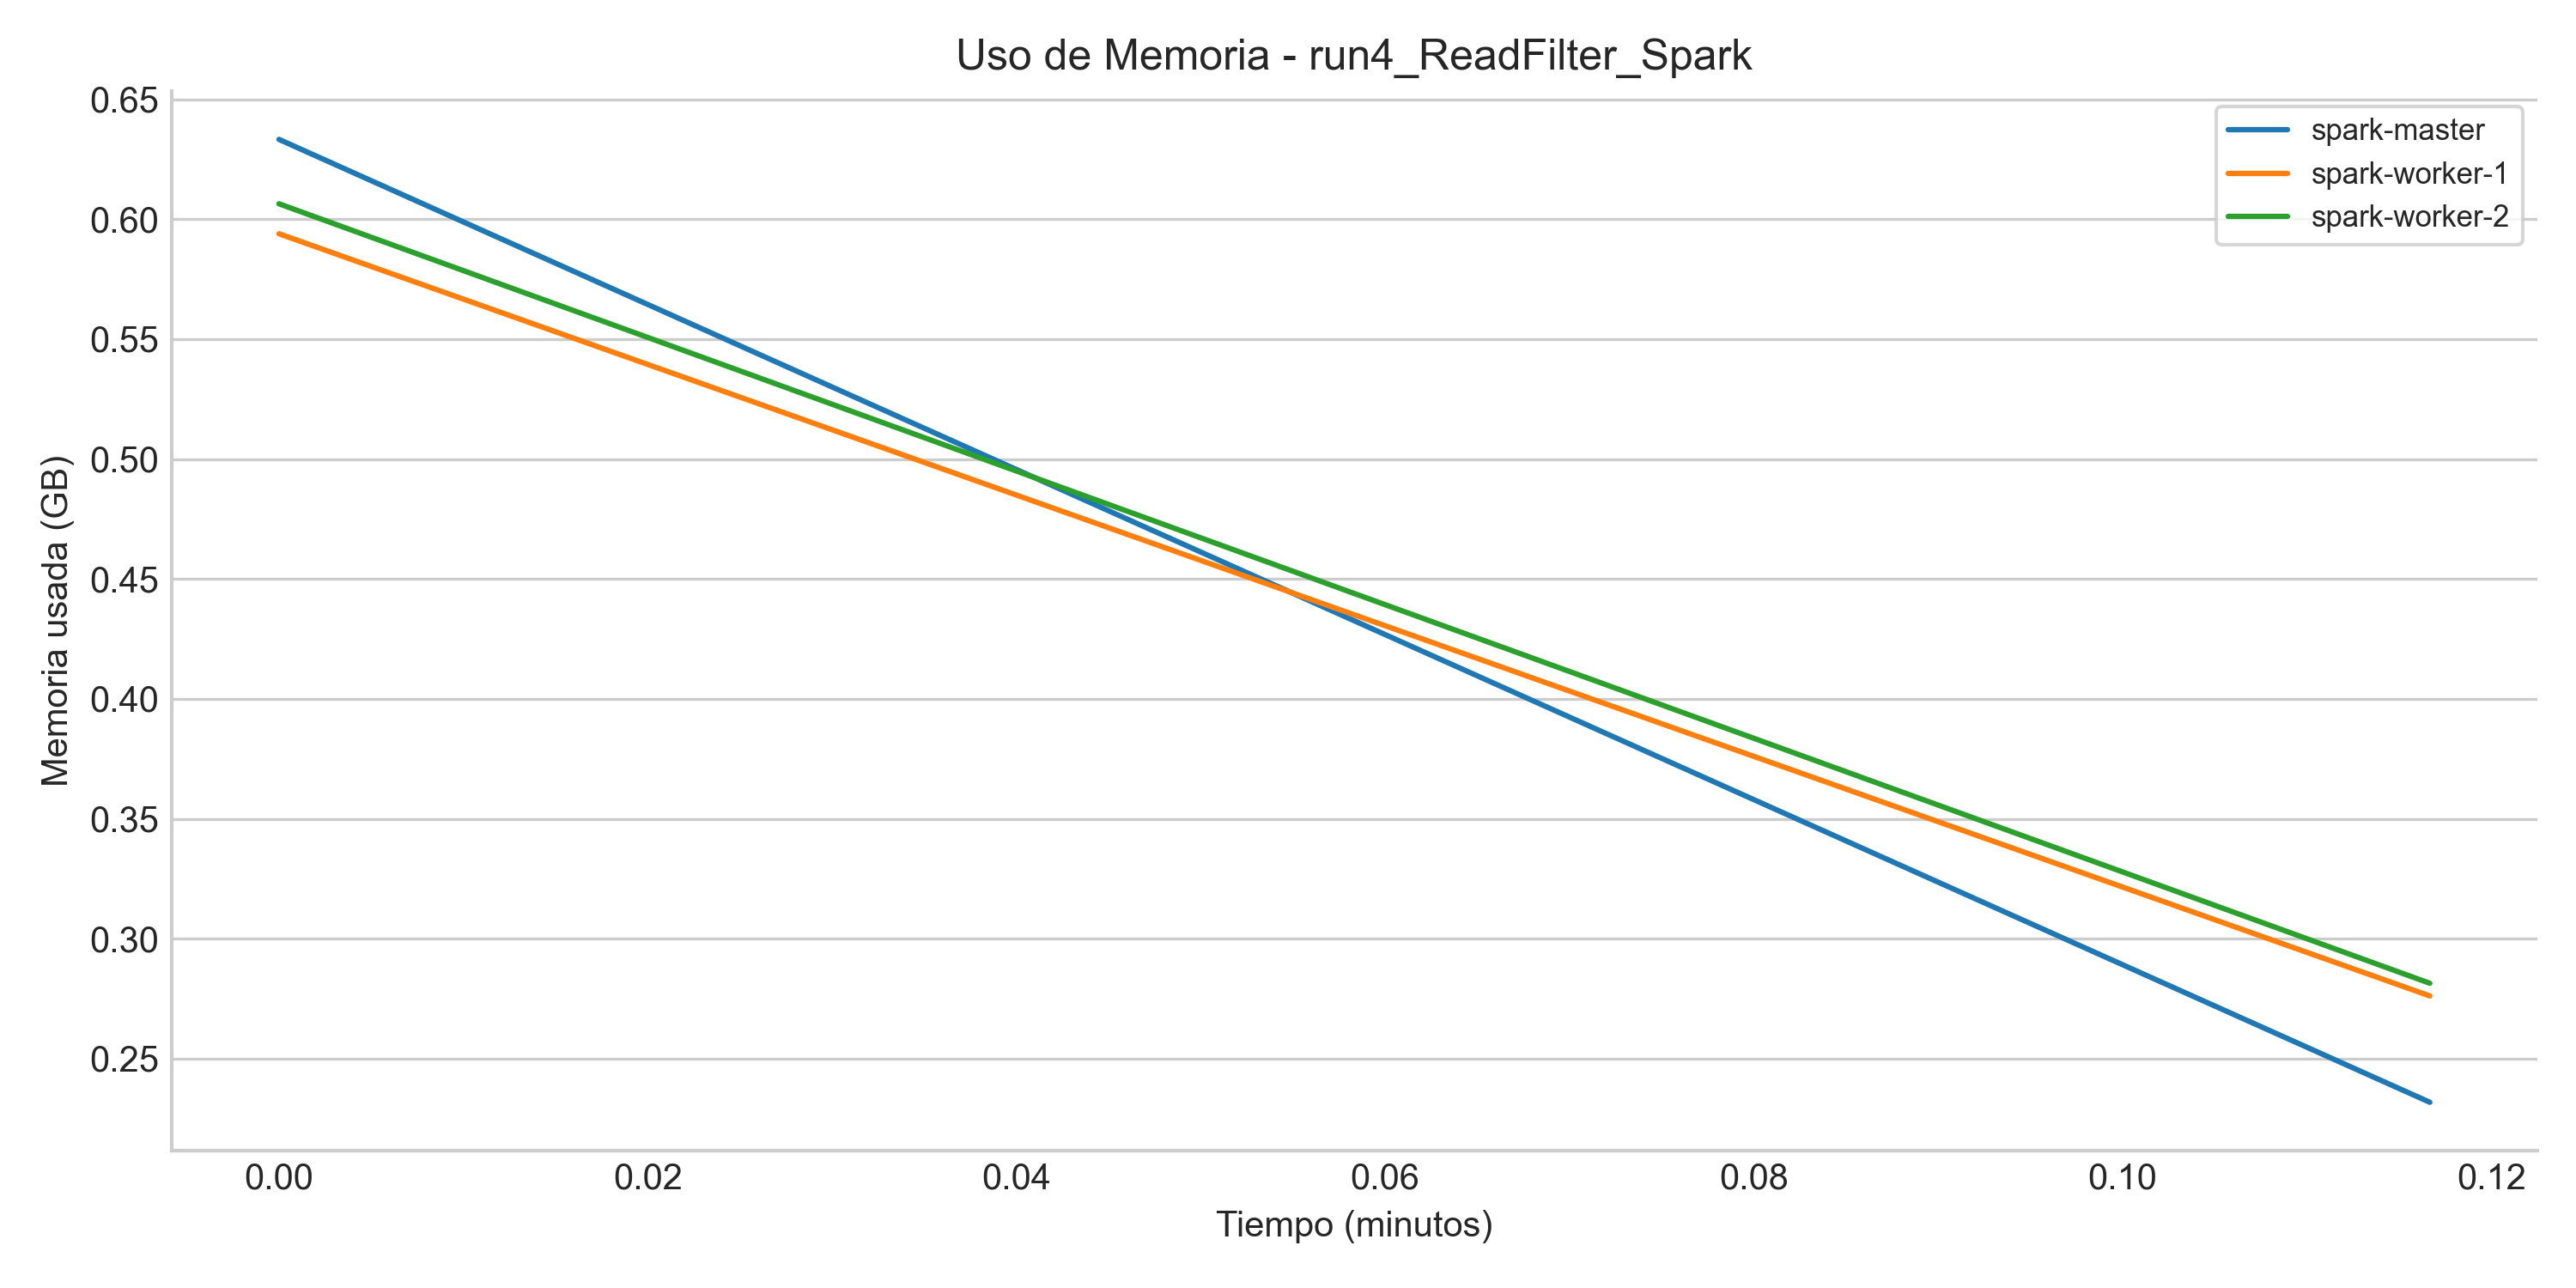 Uso de Memoria - run4_ReadFilter_Spark
spark-master
spark-worker-1
spark-worker-2
Memoria usada (GB)
0.65
0.60
0.55
0.50
0.45
0.40
0.35
0.30
0.25
0.00 0.02 0.04 0.06 0.08 0.10 0.12
Tiempo (minutos)